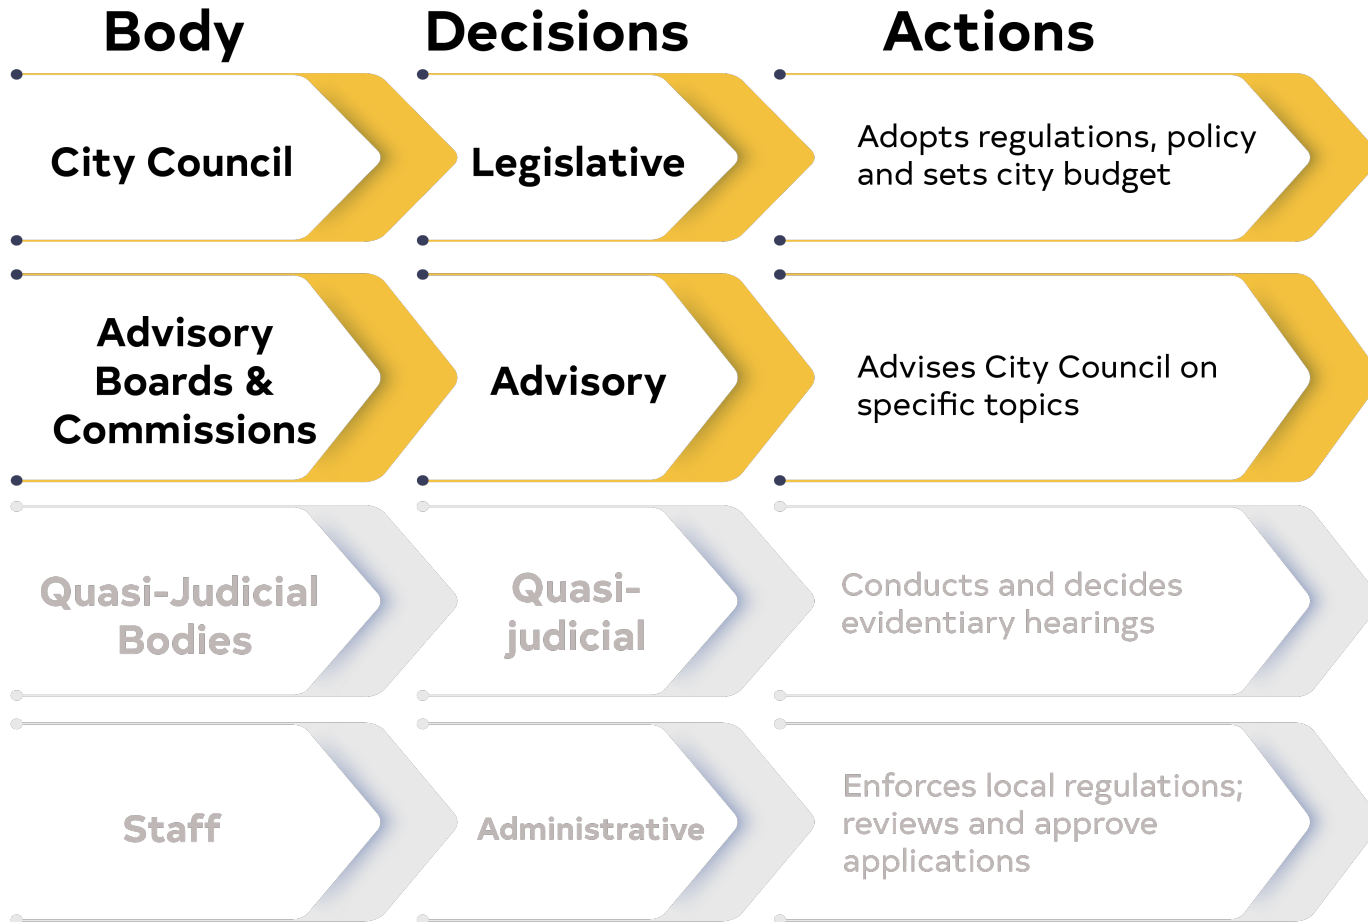 Body Decisions Actions
City Council
Legislative
Adopts regulations, policy
and sets city budget
Advisory
Boards &
Commissions
Advisory
Advises City Council on
specific topics
Quasi-Judicial
Bodies
Quasi-
judicial
Conducts and decides
evidentiary hearings
Staff
Administrative
Enforces local regulations;
reviews and approve
applications